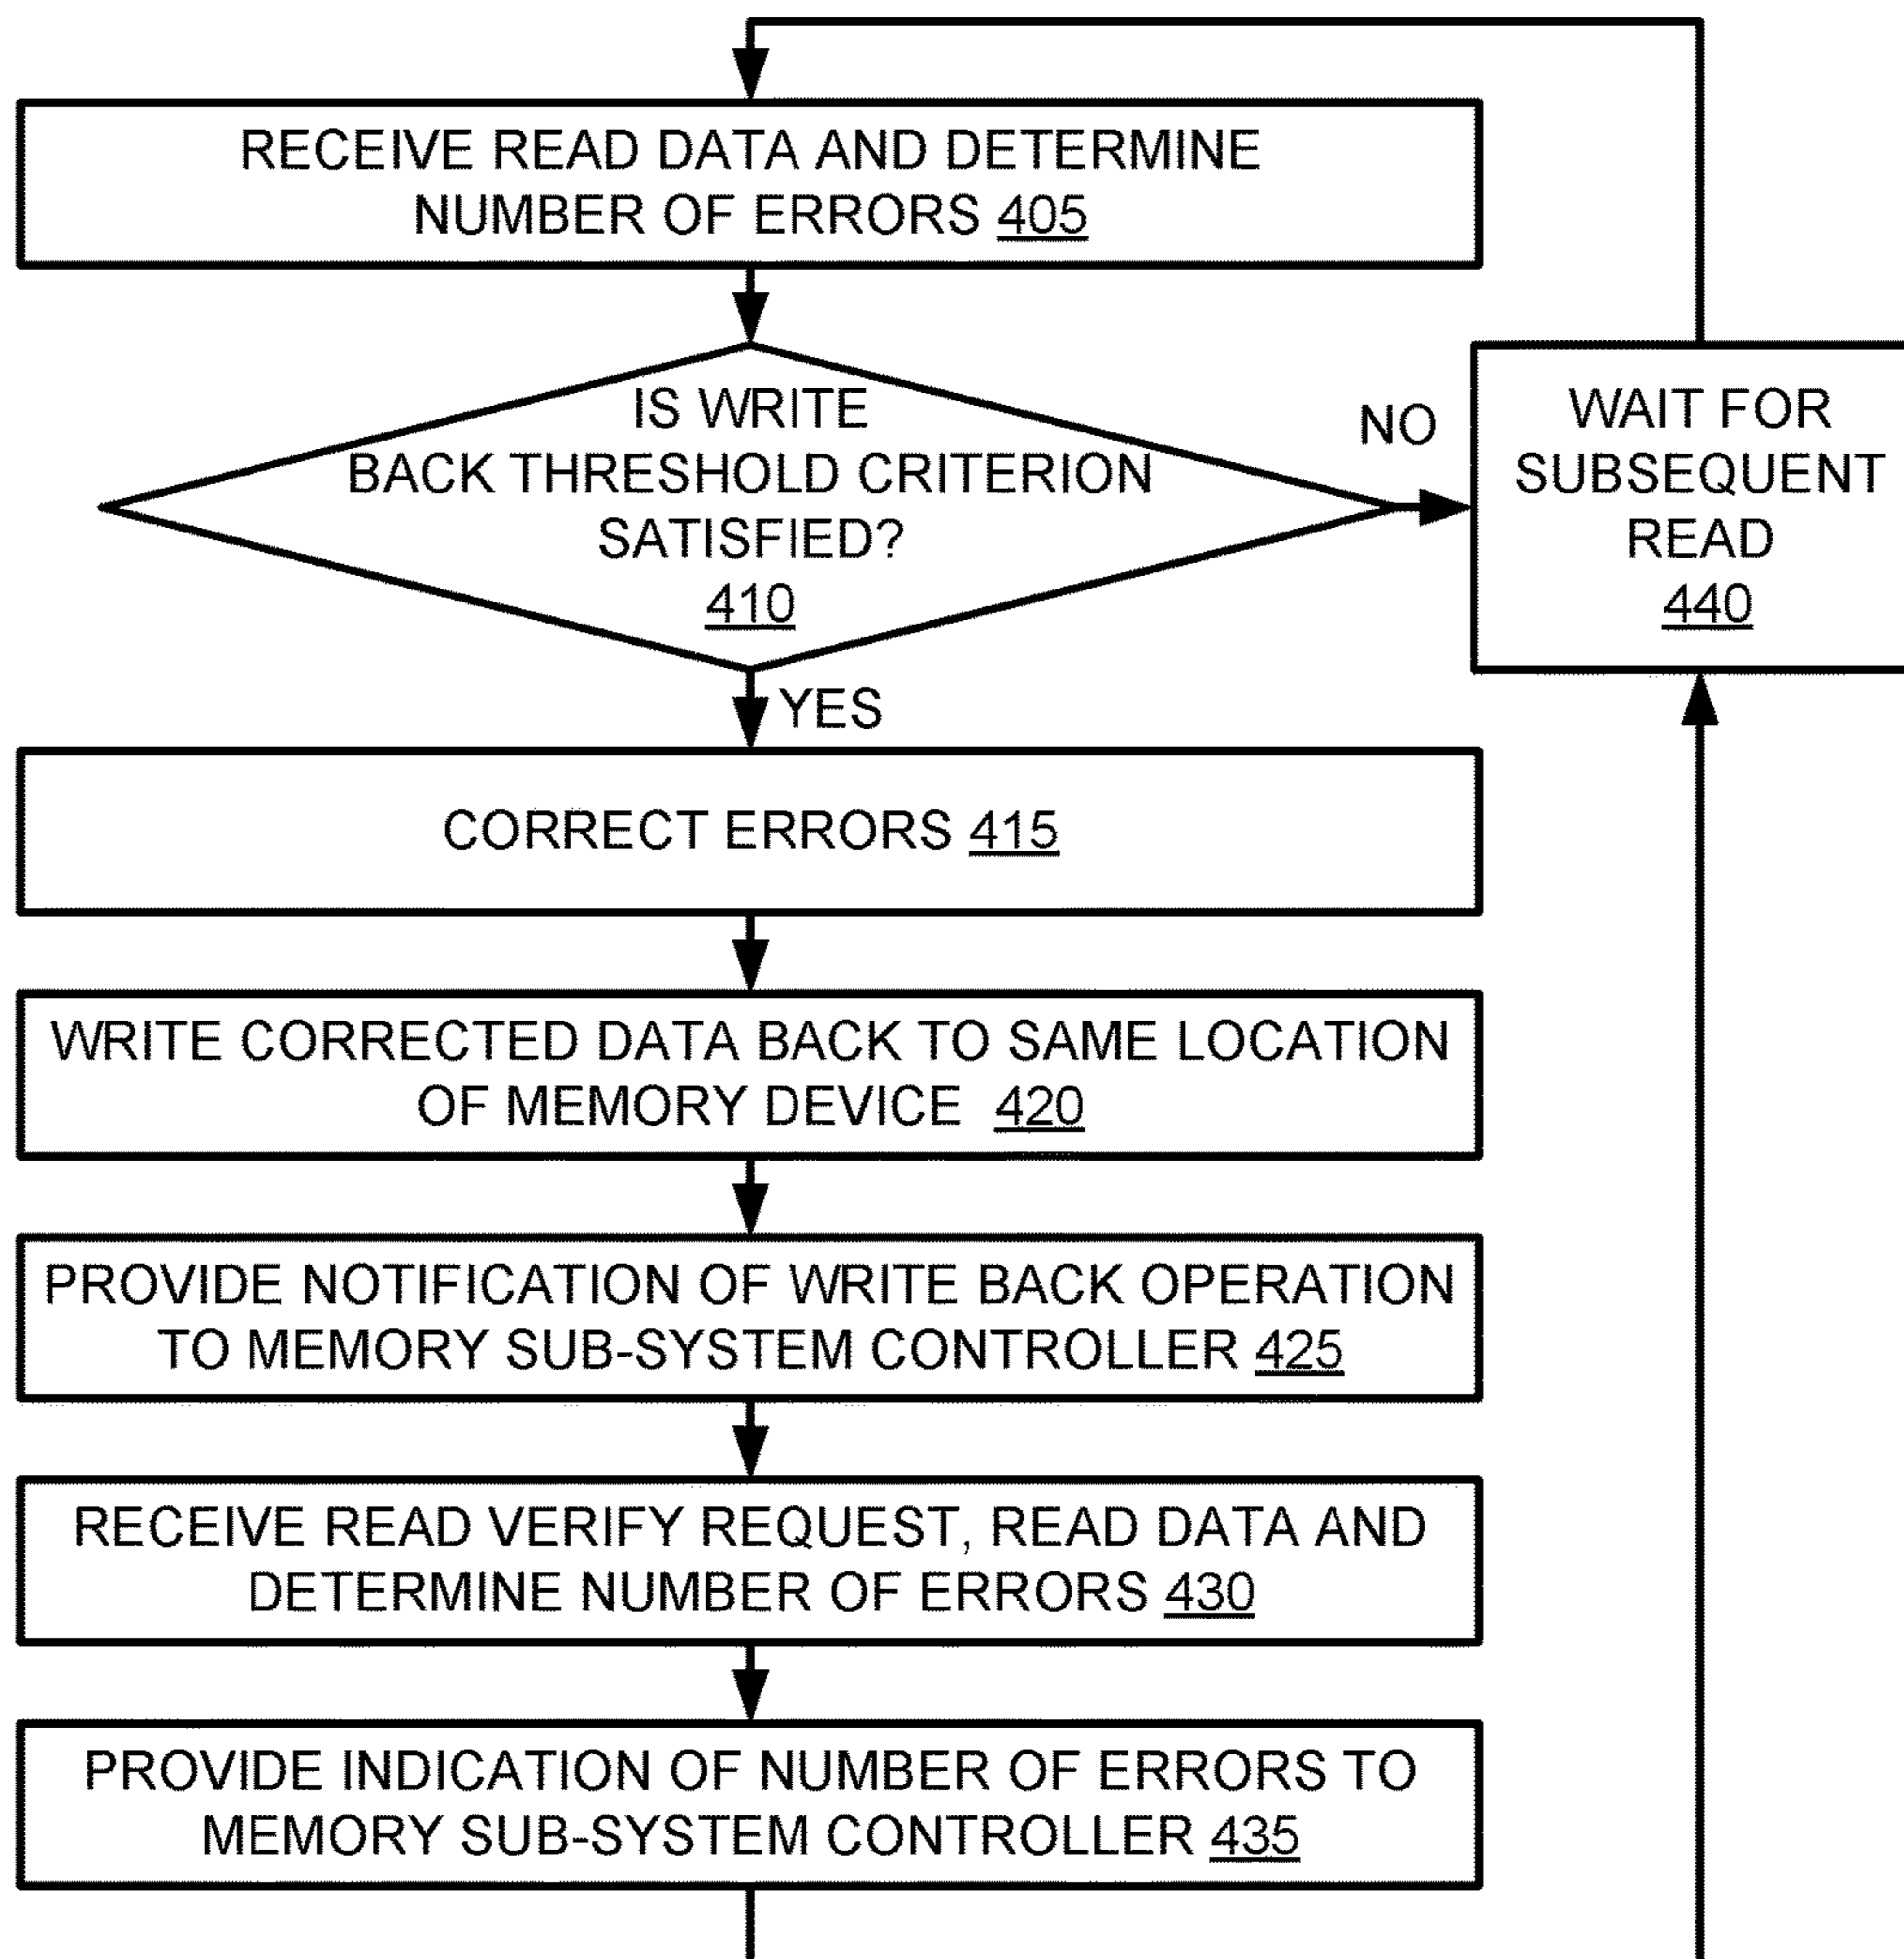 RECEIVE READ DATA AND DETERMINE
NUMBER OF ERRORS 405
IS WRITE
BACK THRESHOLD CRITERION
SATISFIED?
410
NO
WAIT FOR
SUBSEQUENT
READ
440
YES
CORRECT ERRORS 415
WRITE CORRECTED DATA BACK TO SAME LOCATION
OF MEMORY DEVICE 420
PROVIDE NOTIFICATION OF WRITE BACK OPERATION
TO MEMORY SUB-SYSTEM CONTROLLER 425
RECEIVE READ VERIFY REQUEST, READ DATA AND
DETERMINE NUMBER OF ERRORS 430
PROVIDE INDICATION OF NUMBER OF ERRORS TO
MEMORY SUB-SYSTEM CONTROLLER 435